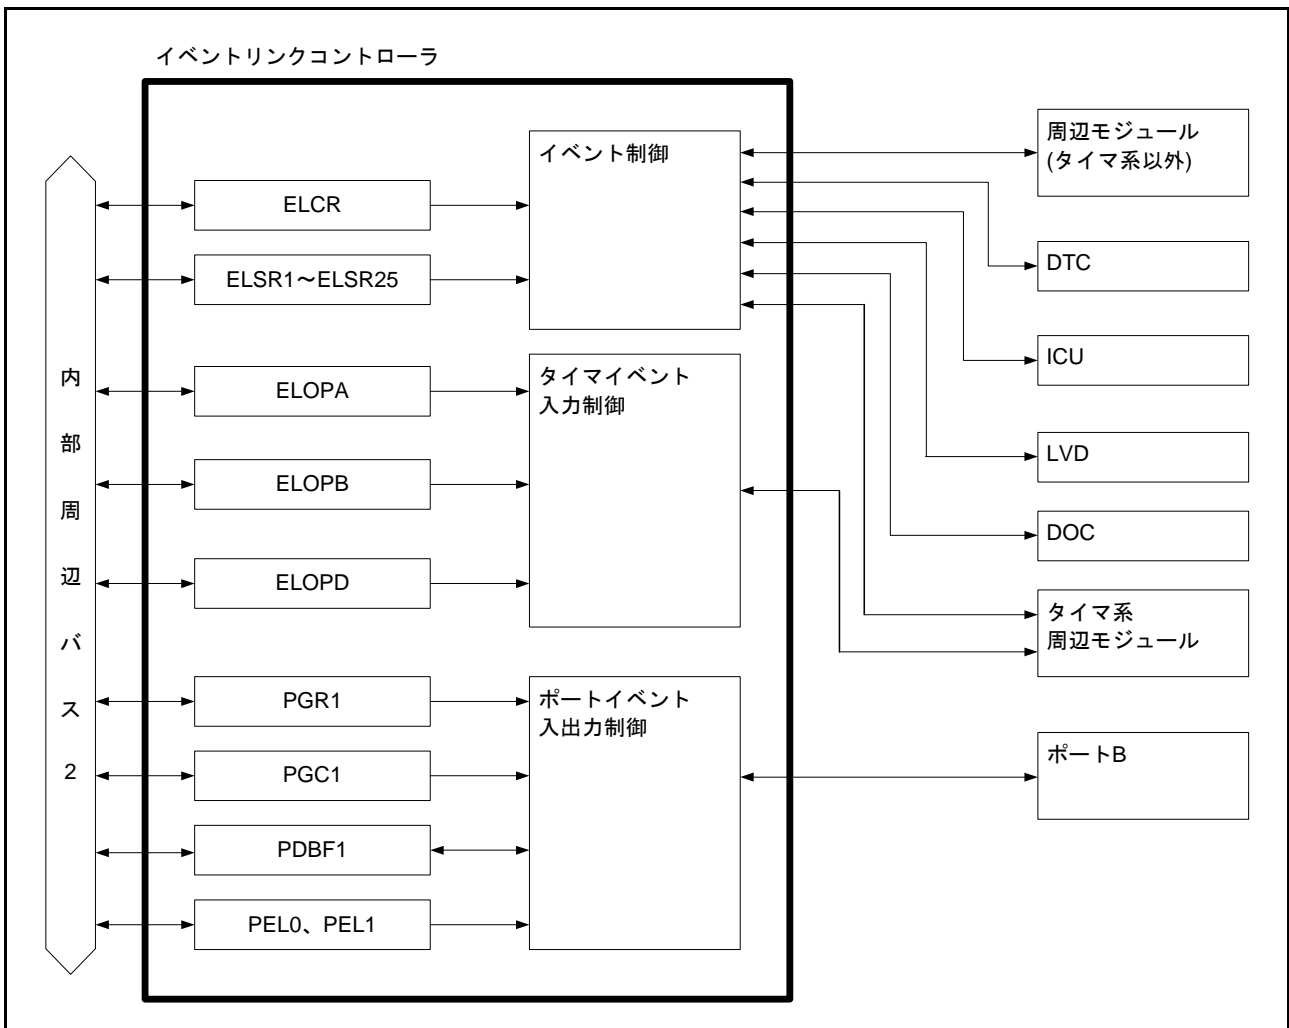 イベントリンクコントローラ
内部周辺バス2
ELCR
ELSR1～ELSR25
ELOPA
ELOPB
ELOPD
PGR1
PGC1
PDBF1
PEL0、PEL1
イベント制御
タイマイベント
入力制御
ポートイベント
入出力制御
周辺モジュール
(タイマ系以外)
DTC
ICU
LVD
DOC
タイマ系
周辺モジュール
ポートB